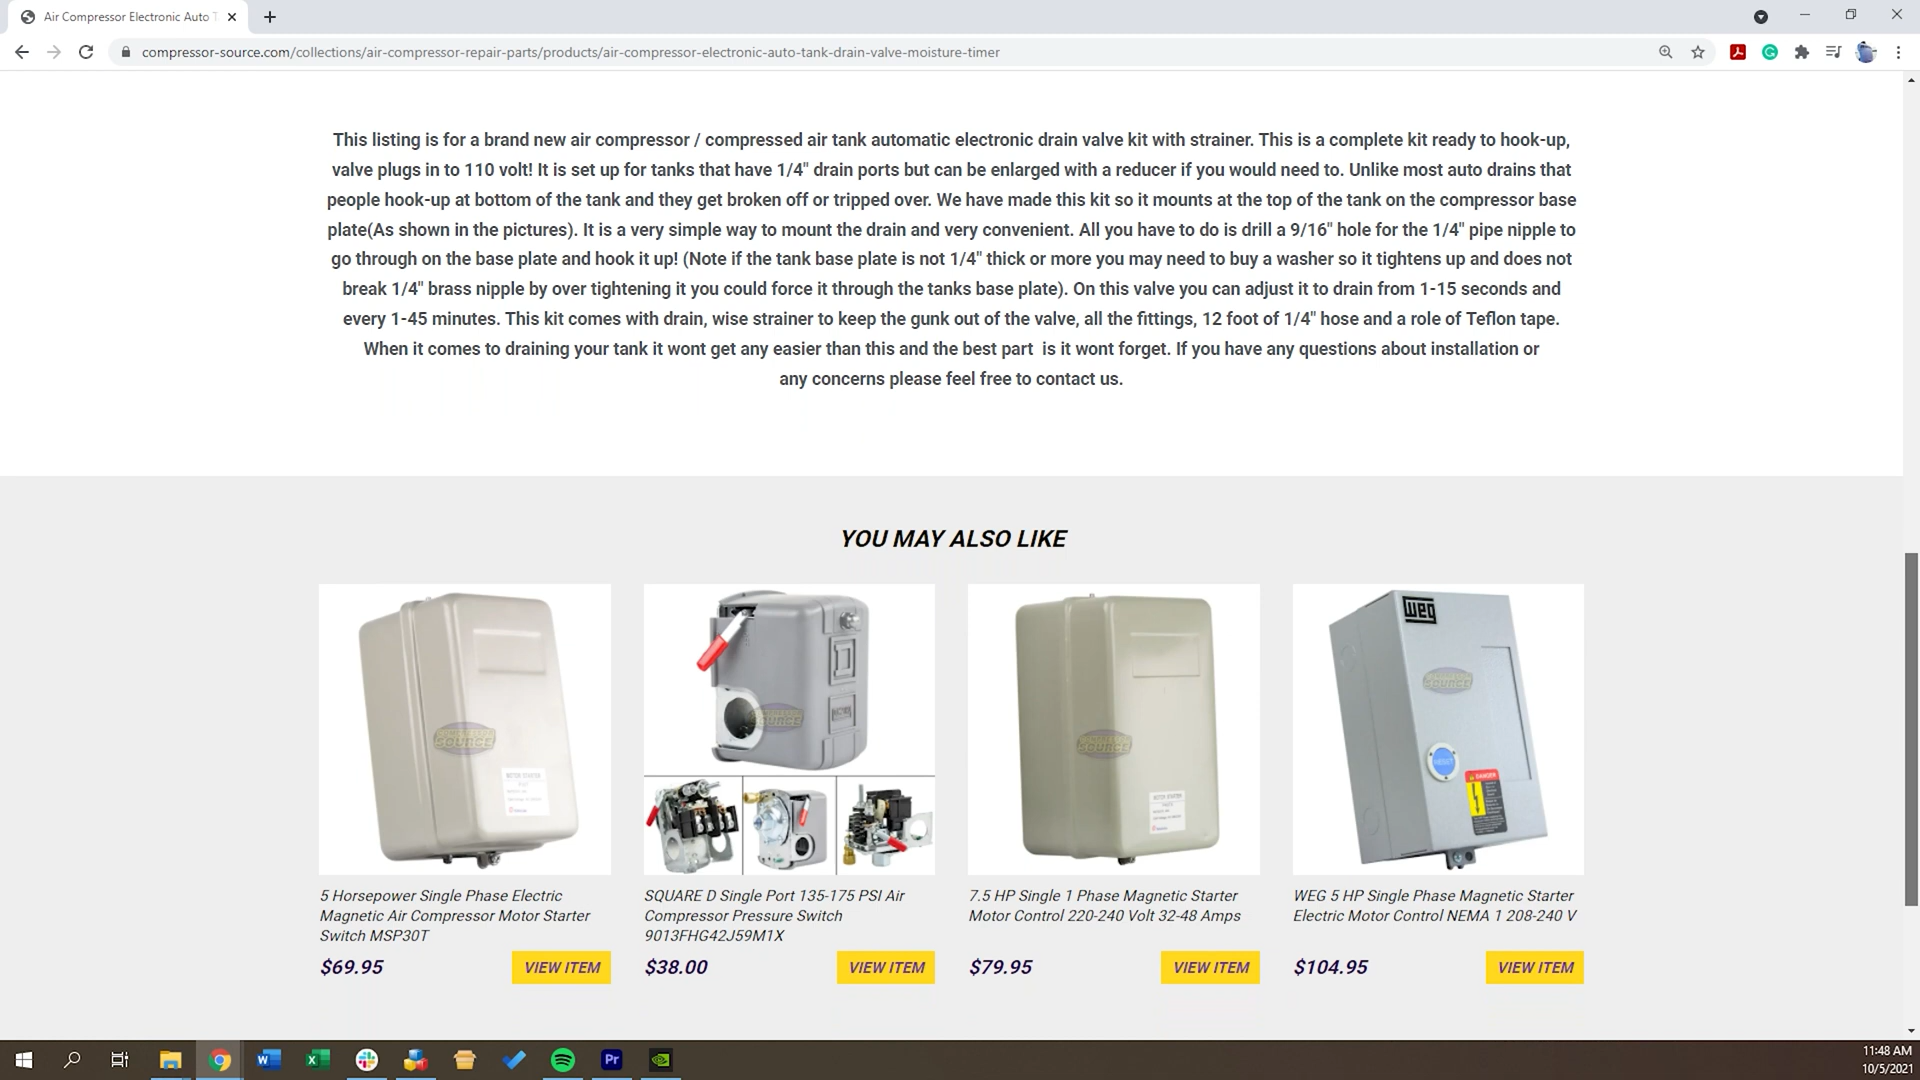 Air Compressor Electronic Auto T
compressor-source.com/collections/air-compressor-repair-parts/products/air-compressor-electronic-auto-tank-drain-valve-moisture-timer
This listing is for a brand new air compressor / compressed air tank automatic electronic drain valve kit with strainer. This is a complete kit ready to hook-up,
valve plugs in to 110 volt! It is set up for tanks that have 1/4" drain ports but can be enlarged with a reducer if you would need to. Unlike most auto drains that
people hook-up at bottom of the tank and they get broken off or tripped over. We have made this kit so it mounts at the top of the tank on the compressor base
plate(As shown in the pictures). It is a very simple way to mount the drain and very convenient. All you have to do is drill a 9/16" hole for the 1/4" pipe nipple to
go through on the base plate and hook it up! (Note if the tank base plate is not 1/4" thick or more you may need to buy a washer so it tightens up and does not
break 1/4" brass nipple by over tightening it you could force it through the tanks base plate). On this valve you can adjust it to drain from 1-15 seconds and
every 1-45 minutes. This kit comes with drain, wise strainer to keep the gunk out of the valve, all the fittings, 12 foot of 1/4" hose and a role of Teflon tape.
When it comes to draining your tank it wont get any easier than this and the best part is it wont forget. If you have any questions about installation or
any concerns please feel free to contact us.
YOU MAY ALSO LIKE
weg
COMPRESSOR
SOURCE
COMPRESSOR
SOURCE
COMPRESSOR
SOURCE
COMPRESSOR
SOURCE
RESET
DANGER
MOTOR STARTER
5 Horsepower Single Phase Electric
Magnetic Air Compressor Motor Starter
Switch MSP30T
$69.95
VIEW ITEM
SQUARE D Single Port 135-175 PSI Air
Compressor Pressure Switch
9013FHG42J59M1X
$38.00
VIEW ITEM
7.5 HP Single 1 Phase Magnetic Starter
Motor Control 220-240 Volt 32-48 Amps
$79.95
VIEW ITEM
WEG 5 HP Single Phase Magnetic Starter
Electric Motor Control NEMA 1 208-240 V
$104.95
VIEW ITEM
Pr
11:48 AM
10/5/2021